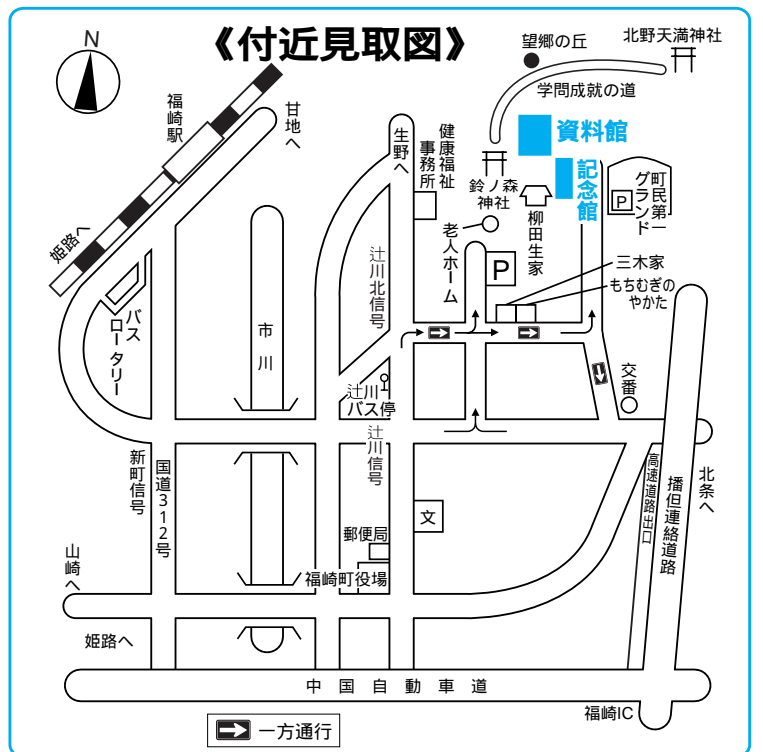 《付近見取図》
N
望郷の丘
北野天満神社
学問成就の道
福崎駅
甘地へ
生野へ
健康福祉
事務所
資料館
記念館
鈴ノ森
神社
町民第一
グランド
P
柳田生家
老人ホーム
P
三木家
もちむぎの
やかた
姫路へ
バス
ロータリー
市川
辻川北信号
辻川
バス停
交番
辻川信号
新町信号
国道312号
高速道路出口
播但連絡道路
北条へ
文
郵便局
福崎町役場
山崎へ
姫路へ
中国自動車道
福崎IC
一方通行